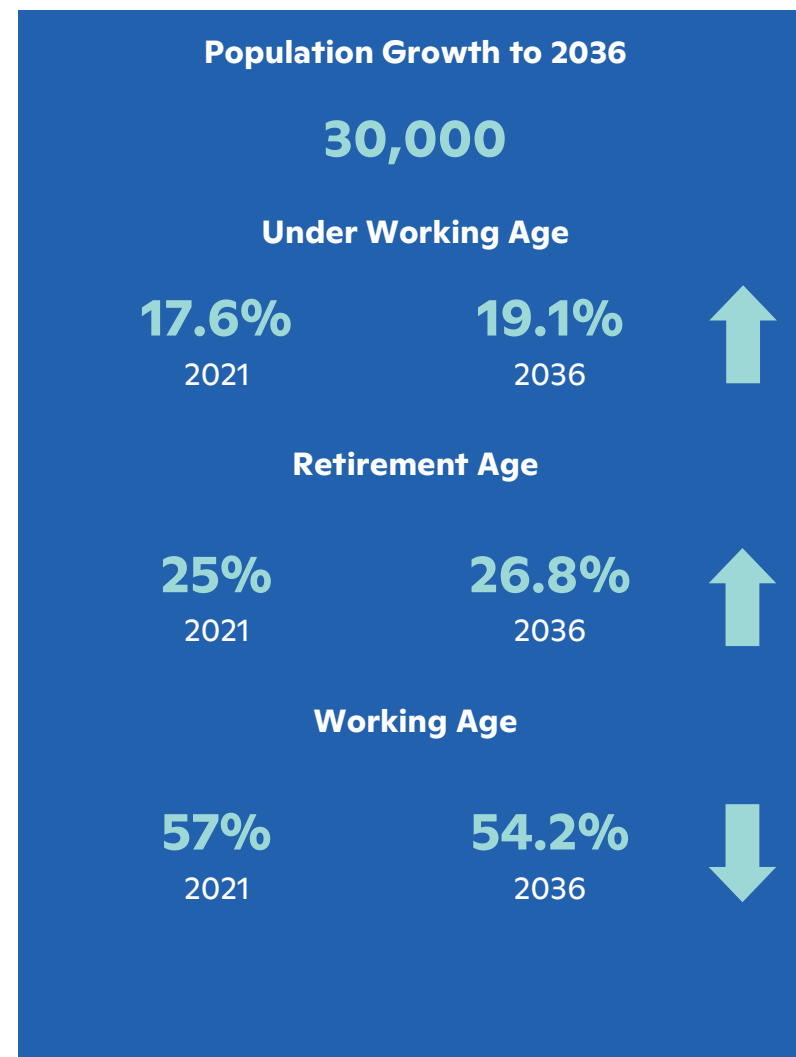 Population Growth to 2036
30,000
Under Working Age
17.6% 19.1%
2021 2036
Retirement Age
25% 26.8%
2021 2036
Working Age
57% 54.2%
2021 2036